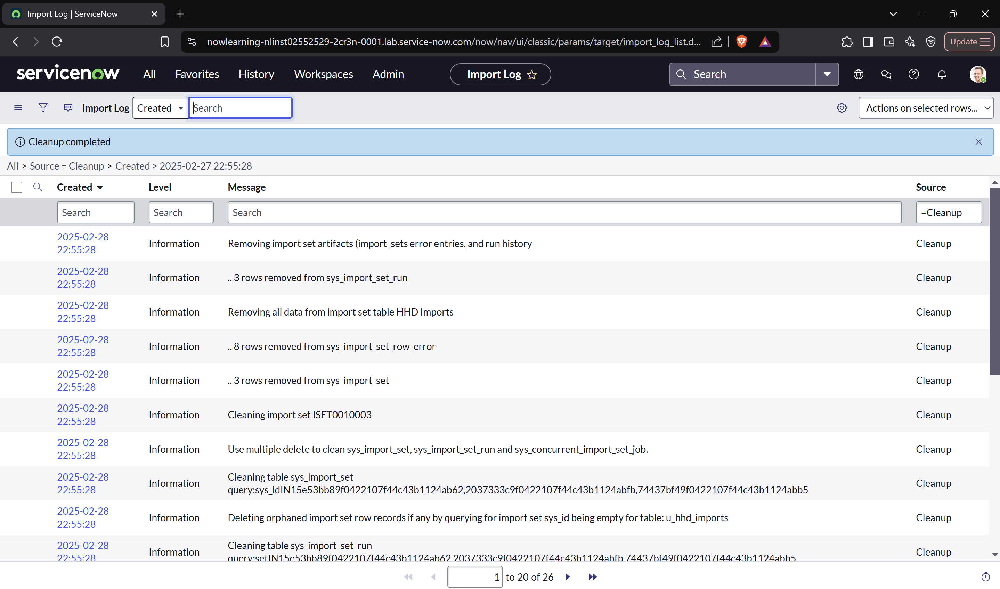 Import Log | ServiceNow
nowlearning-nlinst02552529-2cr3n-0001.lab.service-now.com/now/nav/ui/classic/params/target/import_log_list.d...
Update
servicenow All Favorites History Workspaces Admin Import Log Search
Import Log Created Search Actions on selected rows...
Cleanup completed
All > Source = Cleanup > Created > 2025-02-27 22:55:28
Created Level Message Source
Search Search Search =Cleanup
2025-02-28 22:55:28 Information Removing import set artifacts (import_sets error entries, and run history Cleanup
2025-02-28 22:55:28 Information .. 3 rows removed from sys_import_set_run Cleanup
2025-02-28 22:55:28 Information Removing all data from import set table HHD Imports Cleanup
2025-02-28 22:55:28 Information .. 8 rows removed from sys_import_set_row_error Cleanup
2025-02-28 22:55:28 Information .. 3 rows removed from sys_import_set Cleanup
2025-02-28 22:55:28 Information Cleaning import set ISET0010003 Cleanup
2025-02-28 22:55:28 Information Use multiple delete to clean sys_import_set, sys_import_set_run and sys_concurrent_import_set_job. Cleanup
2025-02-28 22:55:28 Information Cleaning table sys_import_set
query:sys_idIN15e53bb89f0422107f44c43b1124ab62,2037333c9f0422107f44c43b1124abfb,74437bf49f0422107f44c43b1124abb5 Cleanup
2025-02-28 22:55:28 Information Deleting orphaned import set row records if any by querying for import set sys_id being empty for table: u_hhd_imports Cleanup
2025-02-28 22:55:28 Information Cleaning table sys_import_set_run
query:setIN15e53bb89f0422107f44c43b1124ab62,2037333c9f0422107f44c43b1124abfb,74437bf49f0422107f44c43b1124abb5 Cleanup
1 to 20 of 26